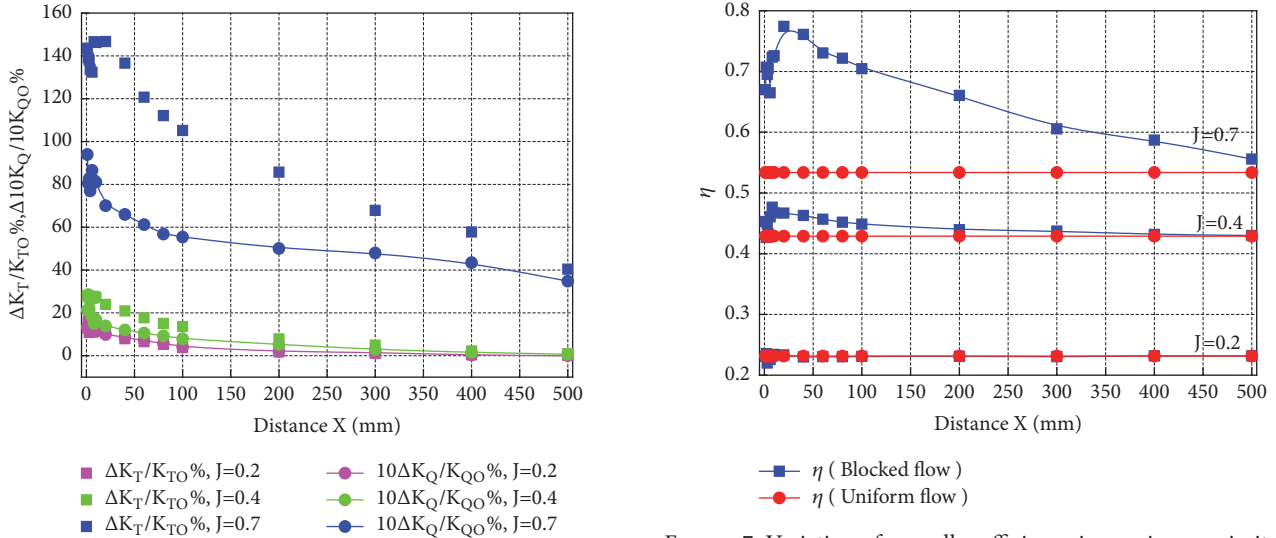 ΔK_T/K_TO%,Δ10K_Q/10K_QO%
160
140
120
100
80
60
40
20
0
0 50 100 150 200 250 300 350 400 450 500
Distance X (mm)
ΔK_T/K_TO%, J=0.2
ΔK_T/K_TO%, J=0.4
ΔK_T/K_TO%, J=0.7
10ΔK_Q/K_QO%, J=0.2
10ΔK_Q/K_QO%, J=0.4
10ΔK_Q/K_QO%, J=0.7
η
0.8
0.7
0.6
0.5
0.4
0.3
0.2
J=0.7
J=0.4
J=0.2
0 50 100 150 200 250 300 350 400 450 500
Distance X (mm)
η ( Blocked flow )
η ( Uniform flow )